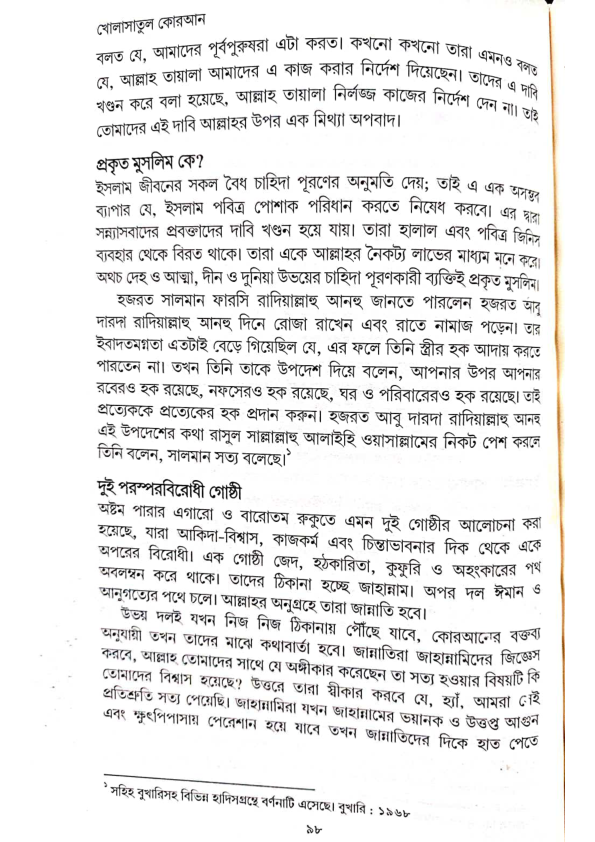 খোলাসাতুল কোরআন
বলত যে, আমাদের পূর্বপুরুষরা এটা করত। কখনো কখনো তারা এমনও বলত
যে, আল্লাহ তায়ালা আমাদের এ কাজ করার নির্দেশ দিয়েছেন। তাদের এ দাবি
খণ্ডন করে বলা হয়েছে, আল্লাহ তায়ালা নির্লজ্জ কাজের নির্দেশ দেন না। তাই
তোমাদের এই দাবি আল্লাহর উপর এক মিথ্যা অপবাদ।
প্রকৃত মুসলিম কে?
ইসলাম জীবনের সকল বৈধ চাহিদা পূরণের অনুমতি দেয়; তাই এ এক অসম্ভব
ব্যাপার যে, ইসলাম পবিত্র পোশাক পরিধান করতে নিষেধ করবে। এর দ্বারা
সন্ন্যাসবাদের প্রবক্তাদের দাবি খণ্ডন হয়ে যায়। তারা হালাল এবং পবিত্র জিনিস
ব্যবহার থেকে বিরত থাকে। তারা একে আল্লাহর নৈকট্য লাভের মাধ্যম মনে করে।
অথচ দেহ ও আত্মা, দীন ও দুনিয়া উভয়ের চাহিদা পূরণকারী ব্যক্তিই প্রকৃত মুসলিম।
হজরত সালমান ফারসি রাদিয়াল্লাহু আনহু জানতে পারলেন হজরত আবু
দারদা রাদিয়াল্লাহু আনহু দিনে রোজা রাখেন এবং রাতে নামাজ পড়েন। তার
ইবাদতমগ্নতা এতটাই বেড়ে গিয়েছিল যে, এর ফলে তিনি স্ত্রীর হক আদায় করতে
পারতেন না। তখন তিনি তাকে উপদেশ দিয়ে বলেন, আপনার উপর আপনার
রবেরও হক রয়েছে, নফসেরও হক রয়েছে, ঘর ও পরিবারেরও হক রয়েছে। তাই
প্রত্যেককে প্রত্যেকের হক প্রদান করুন। হজরত আবু দারদা রাদিয়াল্লাহু আনহু
এই উপদেশের কথা রাসুল সাল্লাল্লাহু আলাইহি ওয়াসাল্লামের নিকট পেশ করলে
তিনি বলেন, সালমান সত্য বলেছে।১
দুই পরস্পরবিরোধী গোষ্ঠী
অষ্টম পারার এগারো ও বারোতম রুকুতে এমন দুই গোষ্ঠীর আলোচনা করা
হয়েছে, যারা আকিদা-বিশ্বাস, কাজকর্ম এবং চিন্তাভাবনার দিক থেকে একে
অপরের বিরোধী। এক গোষ্ঠী জেদ, হঠকারিতা, কুফুরি ও অহংকারের পথ
অবলম্বন করে থাকে। তাদের ঠিকানা হচ্ছে জাহান্নাম। অপর দল ঈমান ও
আনুগত্যের পথে চলে। আল্লাহর অনুগ্রহে তারা জান্নাতি হবে।
উভয় দলই যখন নিজ নিজ ঠিকানায় পৌঁছে যাবে, কোরআনের বক্তব্য
অনুযায়ী তখন তাদের মাঝে কথাবার্তা হবে। জান্নাতিরা জাহান্নামিদের জিজ্ঞেস
করবে, আল্লাহ তোমাদের সাথে যে অঙ্গীকার করেছেন তা সত্য হওয়ার বিষয়টি কি
তোমাদের বিশ্বাস হয়েছে? উত্তরে তারা স্বীকার করবে যে, হ্যাঁ, আমরা সেই
প্রতিশ্রুতি সত্য পেয়েছি। জাহান্নামিরা যখন জাহান্নামের ভয়ানক ও উত্তপ্ত আগুন
এবং ক্ষুৎপিপাসায় পেরেশান হয়ে যাবে তখন জান্নাতিদের দিকে হাত পেতে
১ সহিহ বুখারিসহ বিভিন্ন হাদিসগ্রন্থে বর্ণনাটি এসেছে। বুখারি : ১৯৬৮
৯৮